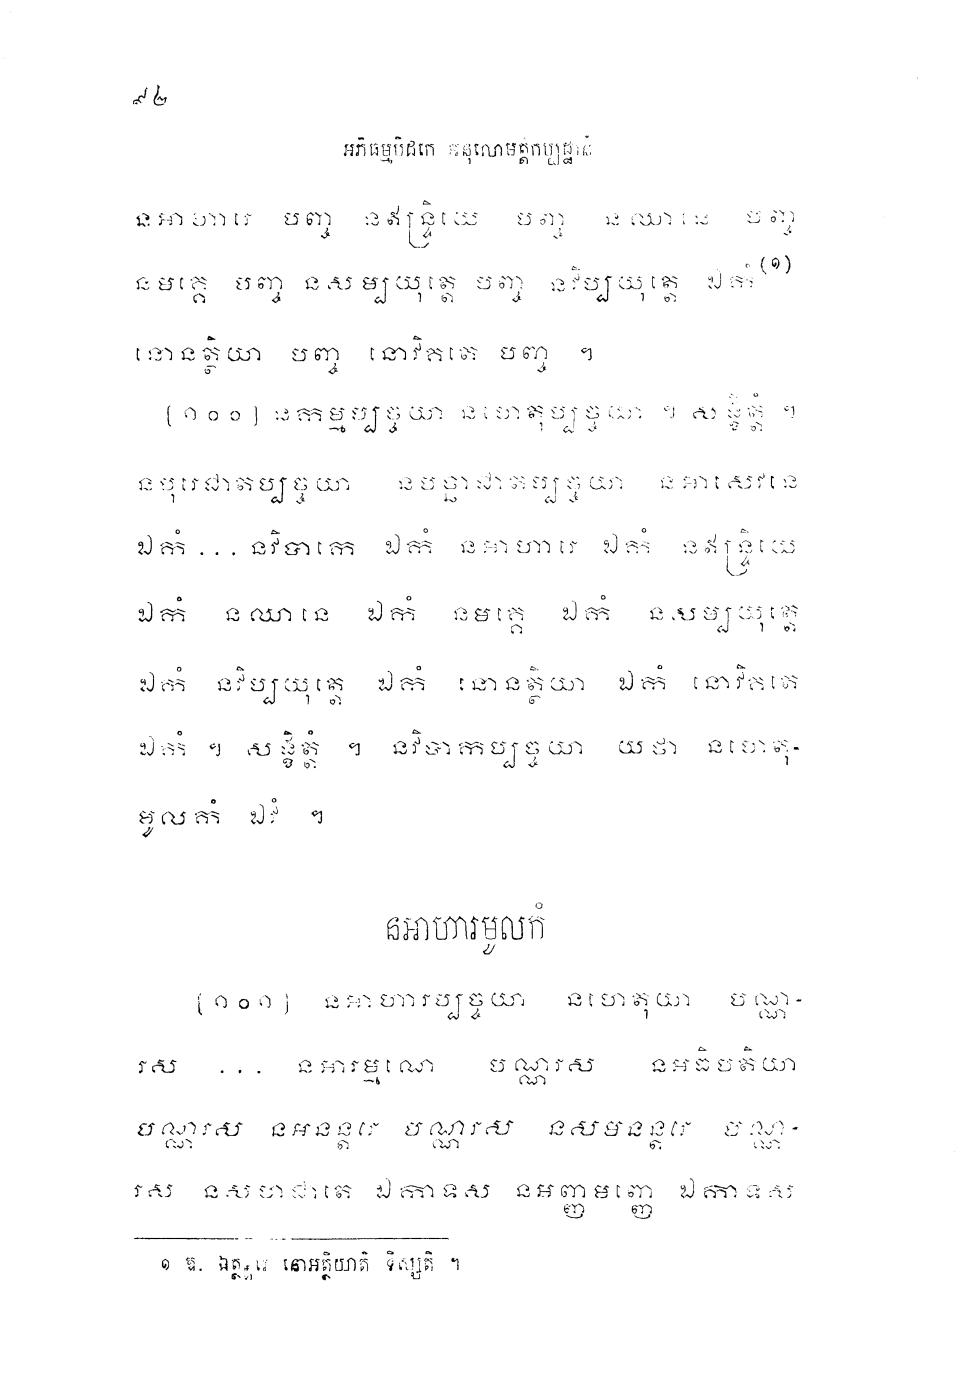 ៩២
អភិធម្មបិដកេ អនុលោមតិកប្បដ្ឋានំ
នអាហារេ បញ្ច នឥន្ទ្រិយេ បញ្ច នឈានេ បញ្ច
នមគ្គេ បញ្ច នសម្បយុត្តេ បញ្ច នវិប្បយុត្តេ ឯកំ(១)
នោនត្ថិយា បញ្ច នោវិគតេ បញ្ច ។
[១០០] នកម្មប្បច្ចយា នហេតុប្បច្ចយា ។ សង្ខិត្តំ ។
នបុរេជាតប្បច្ចយា នបច្ឆាជាតប្បច្ចយា នអាសេវនេ
ឯកំ ... នវិបាកេ ឯកំ នអាហារេ ឯកំ នឥន្ទ្រិយេ
ឯកំ នឈានេ ឯកំ នមគ្គេ ឯកំ នសម្បយុត្តេ
ឯកំ នវិប្បយុត្តេ ឯកំ នោនត្ថិយា ឯកំ នោវិគតេ
ឯកំ ។ សង្ខិត្តំ ។ នវិបាកប្បច្ចយា យថា នហេតុ-
មូលកំ ឯវំ ។
នអាហារមូលកំ
[១០១] នអាហារប្បច្ចយា នហេតុយា បណ្ណ-
រស ... នអារម្មណេ បណ្ណរស នអធិបតិយា
បណ្ណរស នអនន្តរេ បណ្ណរស នសមនន្តរេ បណ្ណ-
រស នសហជាតេ ឯកាទស នអញ្ញមញ្ញេ ឯកាទស
១ ឱ. ឯត្ថន្តរេ នោអត្ថិយាតិ ទិស្សតិ ។